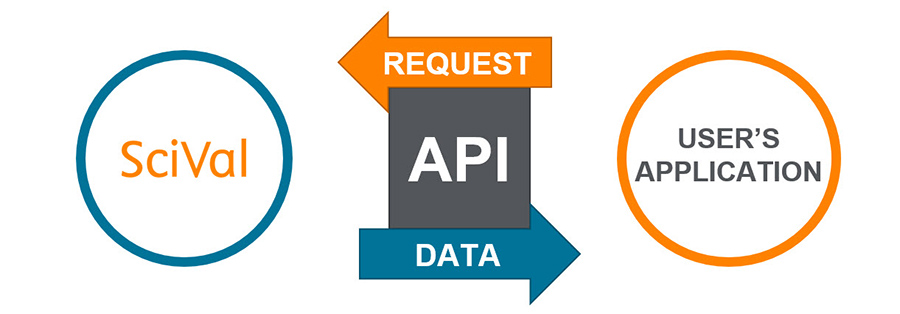 SciVal
REQUEST
API
DATA
USER'S
APPLICATION